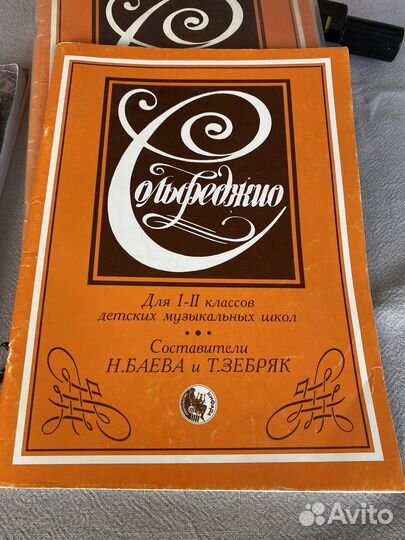 Сольфеджио
Для I-II классов
детских музыкальных школ
Составители
Н.БАЕВА и Т.ЗЕБРЯК
Avito